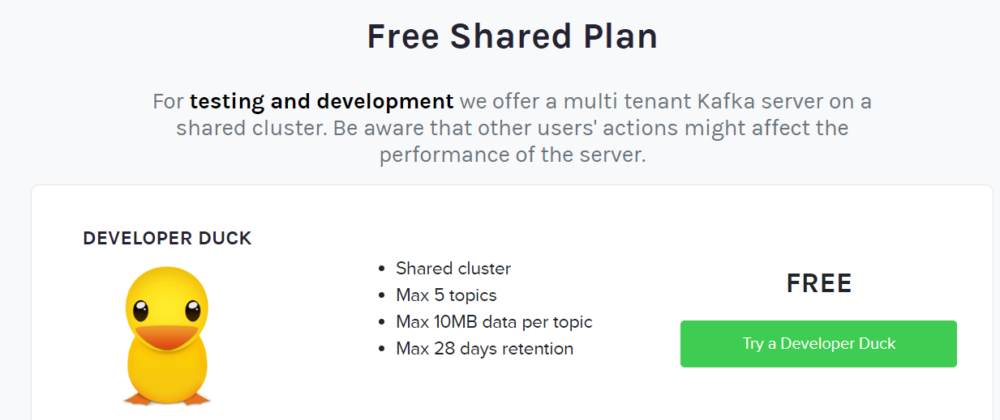 Free Shared Plan
For testing and development we offer a multi tenant Kafka server on a
shared cluster. Be aware that other users' actions might affect the
performance of the server.
DEVELOPER DUCK
Shared cluster
Max 5 topics
Max 10MB data per topic
Max 28 days retention
FREE
Try a Developer Duck